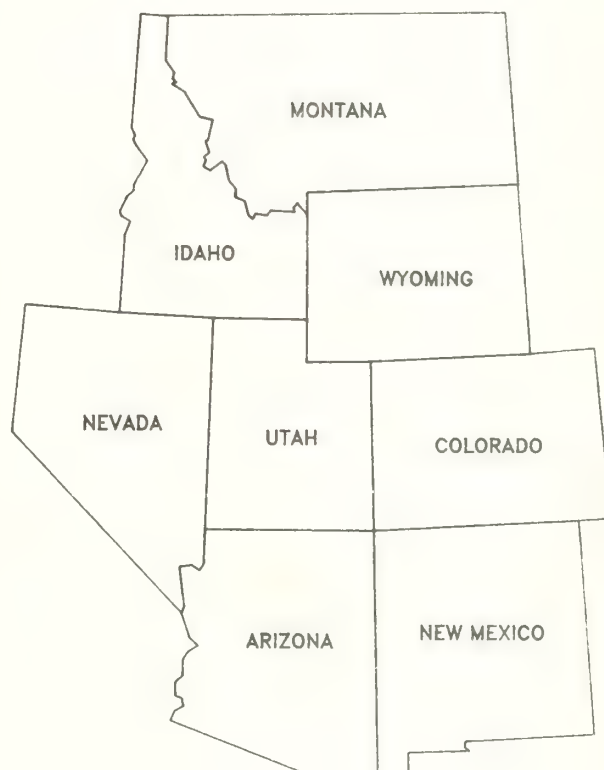 MONTANA
IDAHO
WYOMING
NEVADA
UTAH
COLORADO
ARIZONA
NEW MEXICO